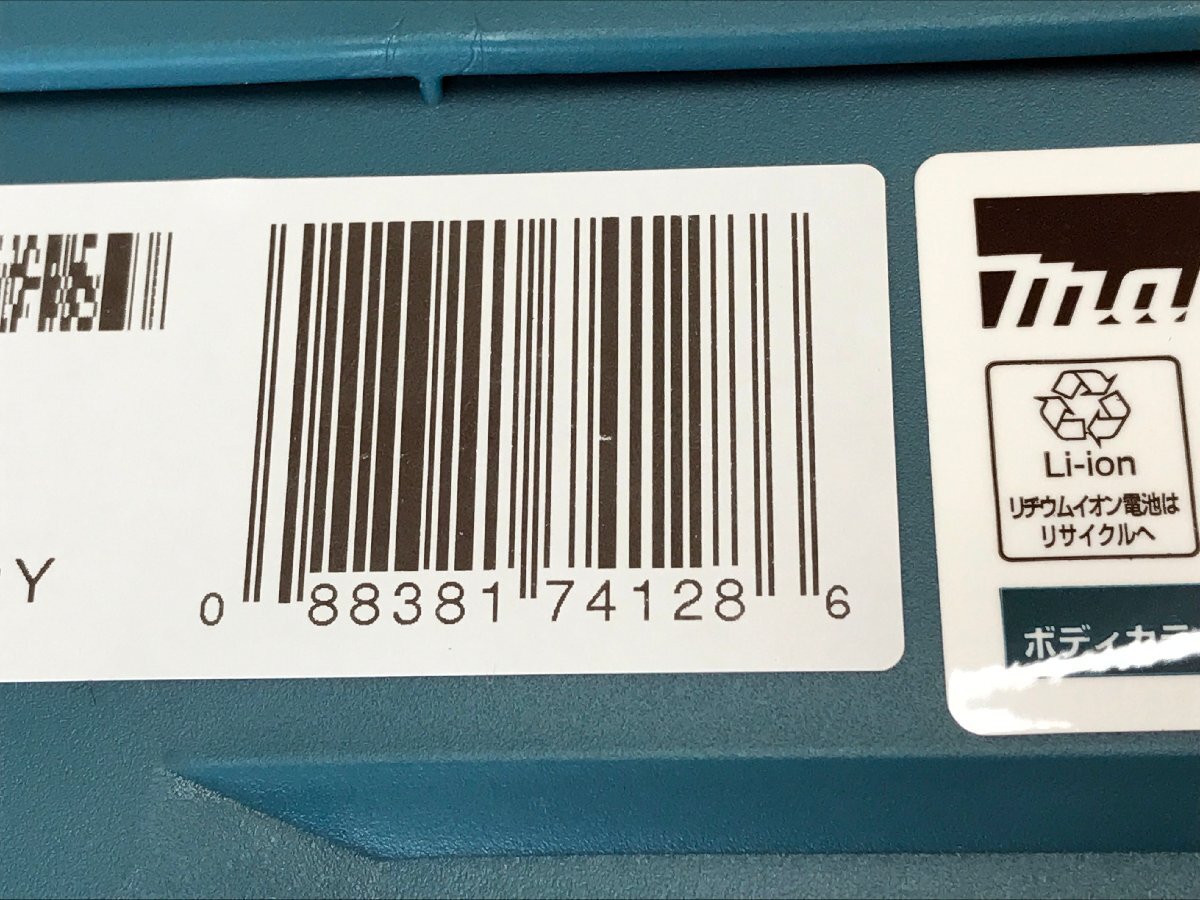 Y
0 88381 74128 6
Li-ion
リチウムイオン電池は
リサイクルへ
ボディカラ